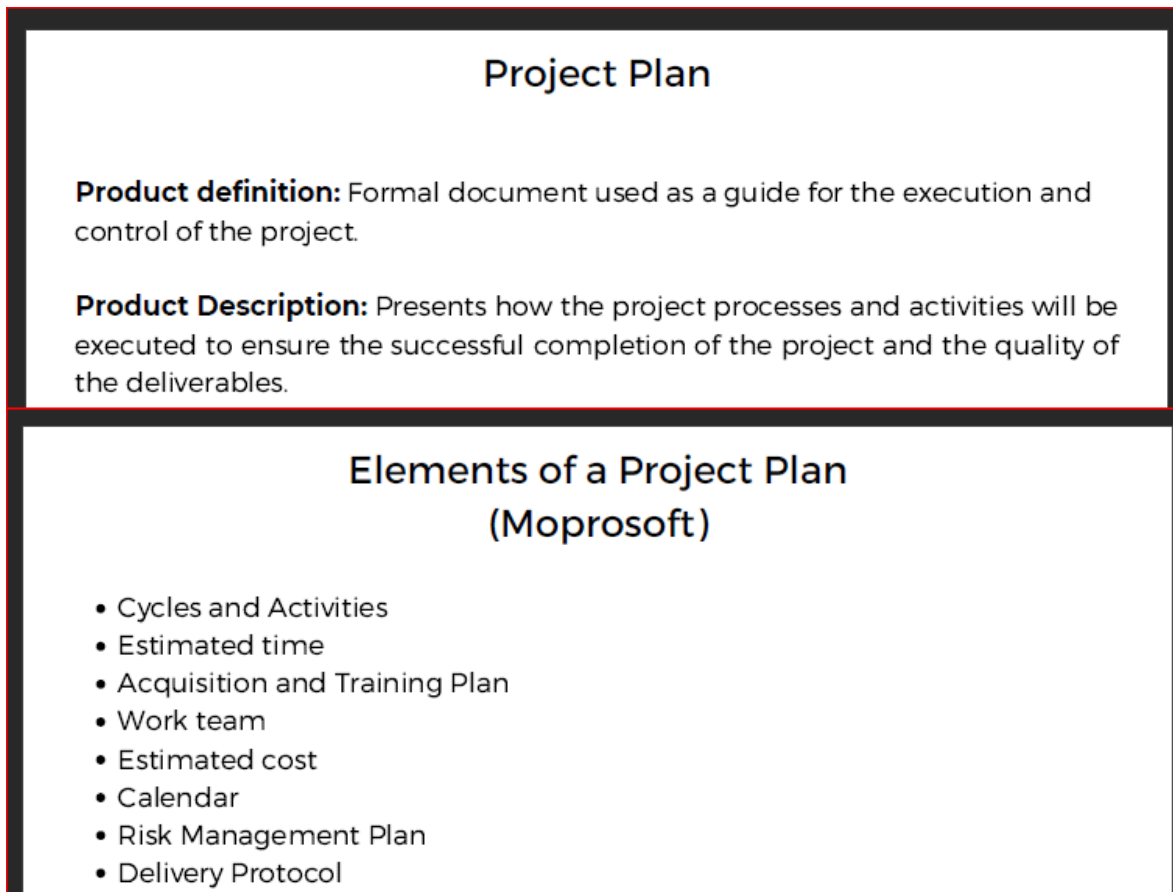 Project Plan
Product definition: Formal document used as a guide for the execution and
control of the project.
Product Description: Presents how the project processes and activities will be
executed to ensure the successful completion of the project and the quality of
the deliverables.
Elements of a Project Plan
(Moprosoft)
• Cycles and Activities
• Estimated time
• Acquisition and Training Plan
• Work team
• Estimated cost
• Calendar
• Risk Management Plan
• Delivery Protocol